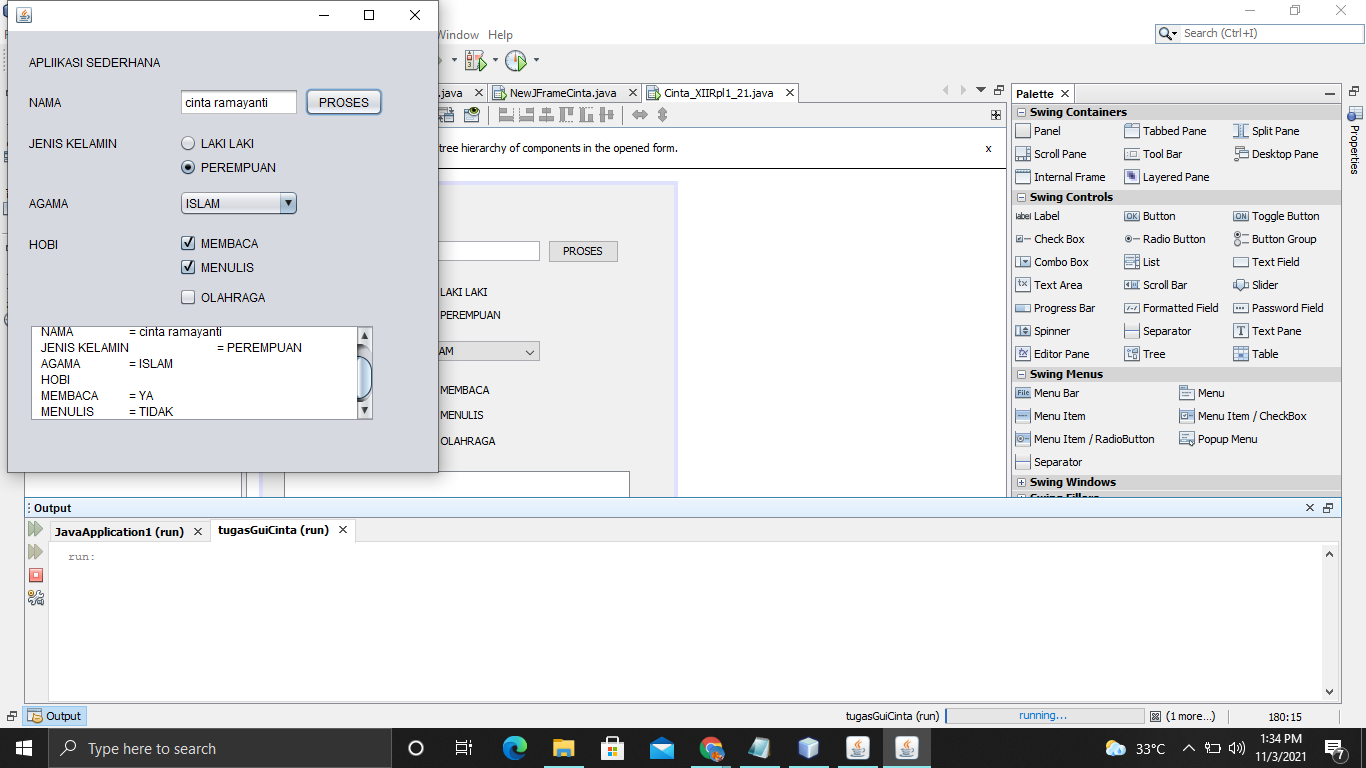 Window Help
Search (Ctrl+I)
APLIIKASI SEDERHANA
NAMA cinta ramayanti PROSES
JENIS KELAMIN LAKI LAKI
PEREMPUAN
AGAMA ISLAM
HOBI MEMBACA
MENULIS
OLAHRAGA
NAMA = cinta ramayanti
JENIS KELAMIN = PEREMPUAN
AGAMA = ISLAM
HOBI
MEMBACA = YA
MENULIS = TIDAK
.java NewJFrameCinta.java Cinta_XIIRpl1_21.java
tree hierarchy of components in the opened form. x
PROSES
LAKI LAKI
PEREMPUAN
AM
MEMBACA
MENULIS
OLAHRAGA
Palette
Swing Containers
Panel Tabbed Pane Split Pane
Scroll Pane Tool Bar Desktop Pane
Internal Frame Layered Pane
Swing Controls
label Label OK Button ON Toggle Button
Check Box Radio Button Button Group
Combo Box List Text Field
Text Area Scroll Bar Slider
Progress Bar Formatted Field Password Field
Spinner Separator Text Pane
Editor Pane Tree Table
Swing Menus
File Menu Bar Menu
Menu Item Menu Item / CheckBox
Menu Item / RadioButton Popup Menu
Separator
Swing Windows
Swing Fillers
Properties
Output
JavaApplication1 (run) tugasGuiCinta (run)
run:
Output
tugasGuiCinta (run) running... (1 more...) 180:15
Type here to search
33°C
1:34 PM
11/3/2021
7